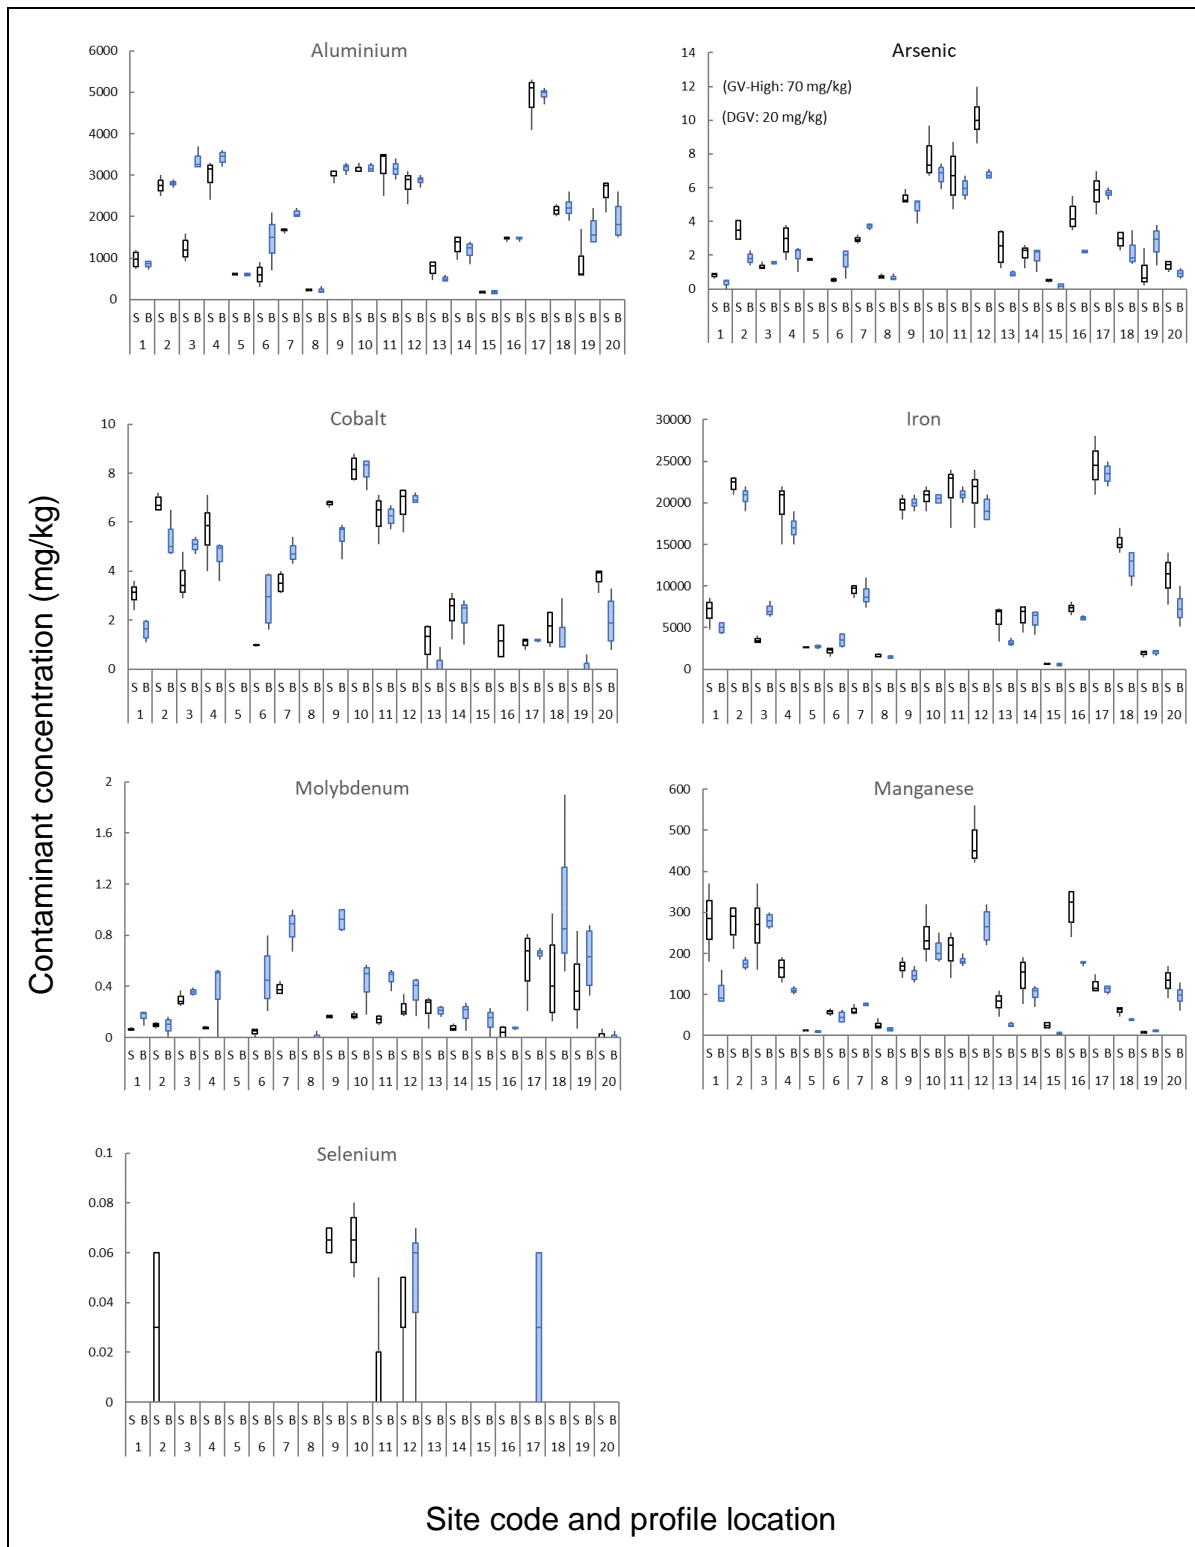 Aluminium
6000
5000
4000
3000
2000
1000
0
S B S B S B S B S B S B S B S B S B S B S B S B S B S B S B S B S B S B S B S B
1 2 3 4 5 6 7 8 9 10 11 12 13 14 15 16 17 18 19 20
Arsenic
(GV-High: 70 mg/kg)
(DGV: 20 mg/kg)
14
12
10
8
6
4
2
0
S B S B S B S B S B S B S B S B S B S B S B S B S B S B S B S B S B S B S B S B
1 2 3 4 5 6 7 8 9 10 11 12 13 14 15 16 17 18 19 20
Cobalt
10
8
6
4
2
0
S B S B S B S B S B S B S B S B S B S B S B S B S B S B S B S B S B S B S B S B
1 2 3 4 5 6 7 8 9 10 11 12 13 14 15 16 17 18 19 20
Iron
30000
25000
20000
15000
10000
5000
0
S B S B S B S B S B S B S B S B S B S B S B S B S B S B S B S B S B S B S B S B
1 2 3 4 5 6 7 8 9 10 11 12 13 14 15 16 17 18 19 20
Contaminant concentration (mg/kg)
Molybdenum
2
1.6
1.2
0.8
0.4
0
S B S B S B S B S B S B S B S B S B S B S B S B S B S B S B S B S B S B S B S B
1 2 3 4 5 6 7 8 9 10 11 12 13 14 15 16 17 18 19 20
Manganese
600
500
400
300
200
100
0
S B S B S B S B S B S B S B S B S B S B S B S B S B S B S B S B S B S B S B S B
1 2 3 4 5 6 7 8 9 10 11 12 13 14 15 16 17 18 19 20
Selenium
0.1
0.08
0.06
0.04
0.02
0
S B S B S B S B S B S B S B S B S B S B S B S B S B S B S B S B S B S B S B S B
1 2 3 4 5 6 7 8 9 10 11 12 13 14 15 16 17 18 19 20
Site code and profile location